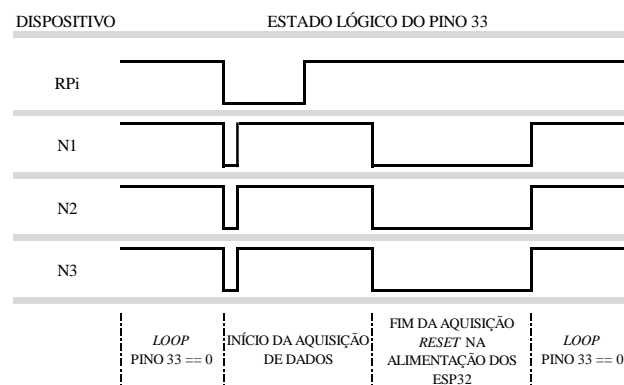 DISPOSITIVO
ESTADO LÓGICO DO PINO 33
RPi
N1
N2
N3
LOOP
PINO 33 == 0
INÍCIO DA AQUISIÇÃO
DE DADOS
FIM DA AQUISIÇÃO
RESET NA
ALIMENTAÇÃO DOS
ESP32
LOOP
PINO 33 == 0